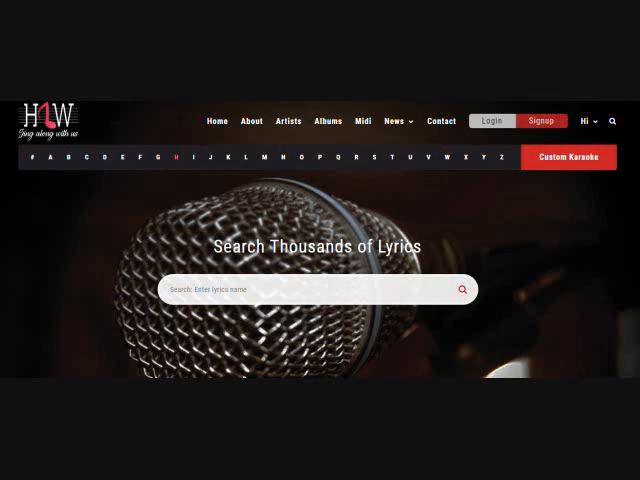 HLW
Sing along with us
Home About Artists Albums Midi News Contact Login Signup Hi
# A B C D E F G H I J K L M N O P Q R S T U V W X Y Z Custom Karaoke
Search Thousands of Lyrics
Search: Enter lyrics name